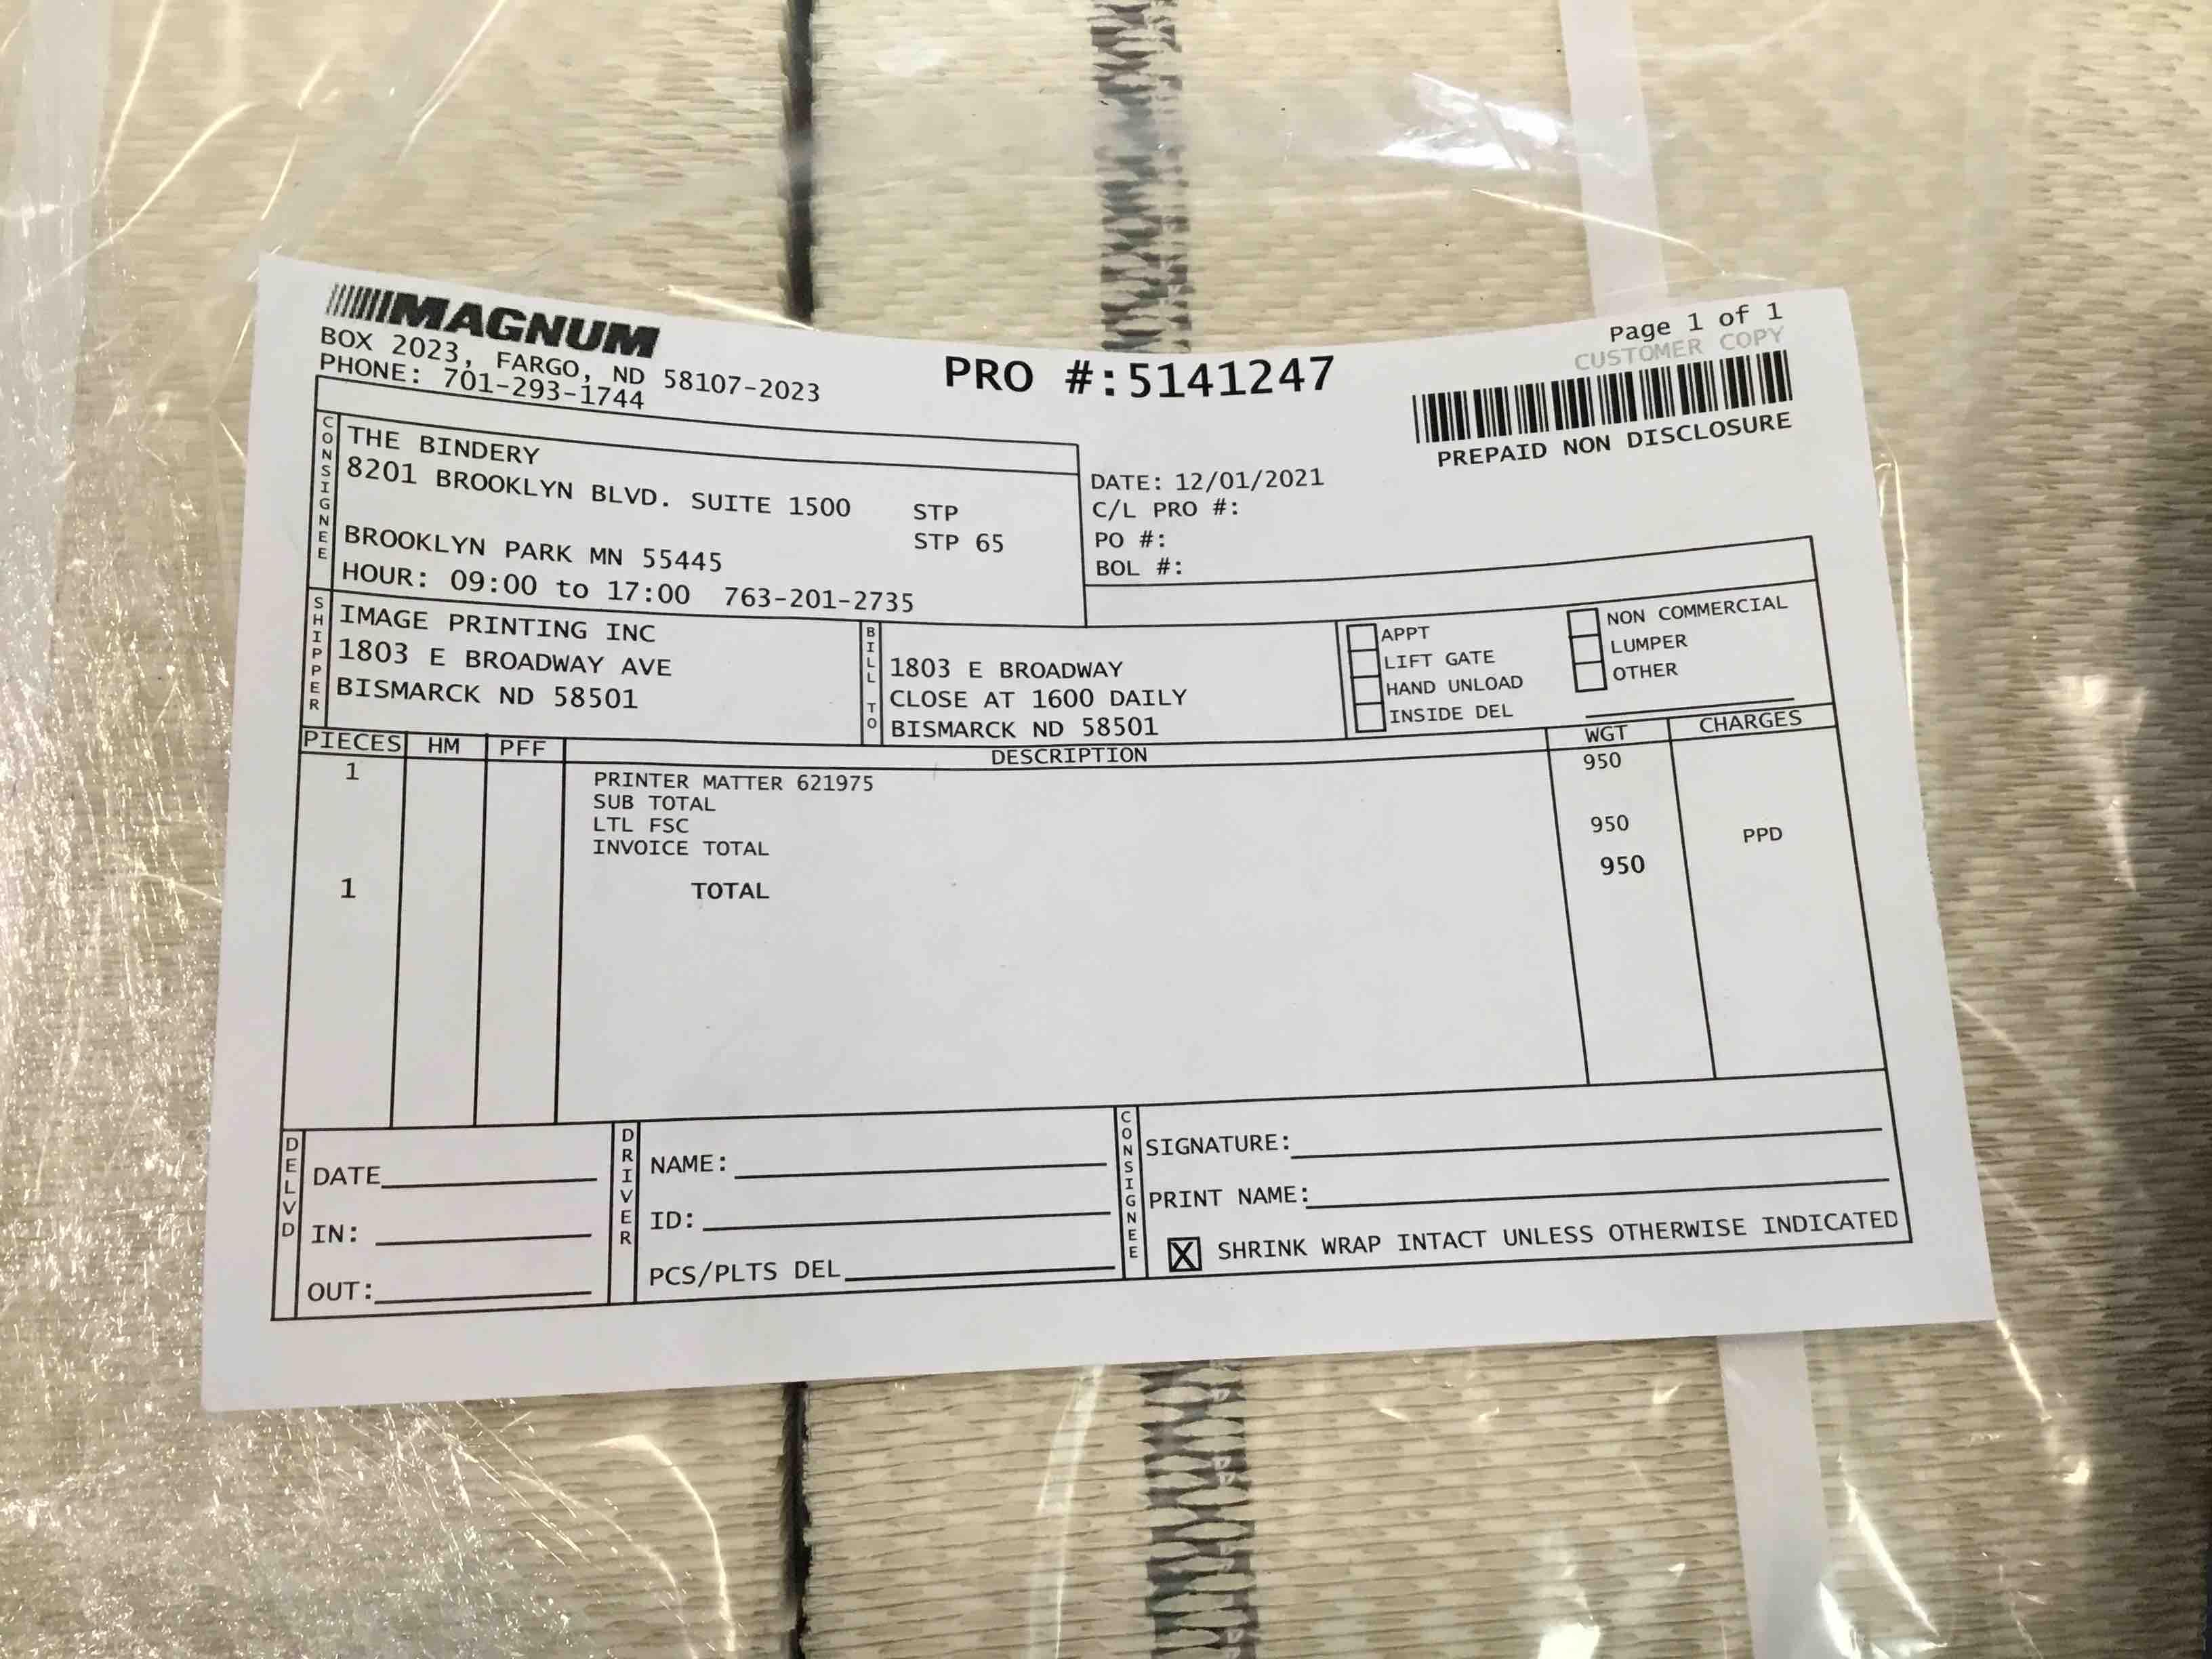 MAGNUM
BOX 2023, FARGO, ND 58107-2023
PHONE: 701-293-1744
PRO #:5141247
Page 1 of 1
CUSTOMER COPY
PREPAID NON DISCLOSURE
CONSIGNEE
THE BINDERY
8201 BROOKLYN BLVD. SUITE 1500 STP
STP 65
BROOKLYN PARK MN 55445
HOUR: 09:00 to 17:00 763-201-2735
DATE: 12/01/2021
C/L PRO #:
PO #:
BOL #:
SHIPPER
IMAGE PRINTING INC
1803 E BROADWAY AVE
BISMARCK ND 58501
BILL TO
1803 E BROADWAY
CLOSE AT 1600 DAILY
BISMARCK ND 58501
APPT
LIFT GATE
HAND UNLOAD
INSIDE DEL
NON COMMERCIAL
LUMPER
OTHER
PIECES HM PFF DESCRIPTION WGT CHARGES
1 PRINTER MATTER 621975 950
SUB TOTAL
LTL FSC 950
INVOICE TOTAL PPD
1 TOTAL 950
DELVD
DATE
IN:
OUT:
DRIVER
NAME:
ID:
PCS/PLTS DEL
CONSIGNEE
SIGNATURE:
PRINT NAME:
X SHRINK WRAP INTACT UNLESS OTHERWISE INDICATED